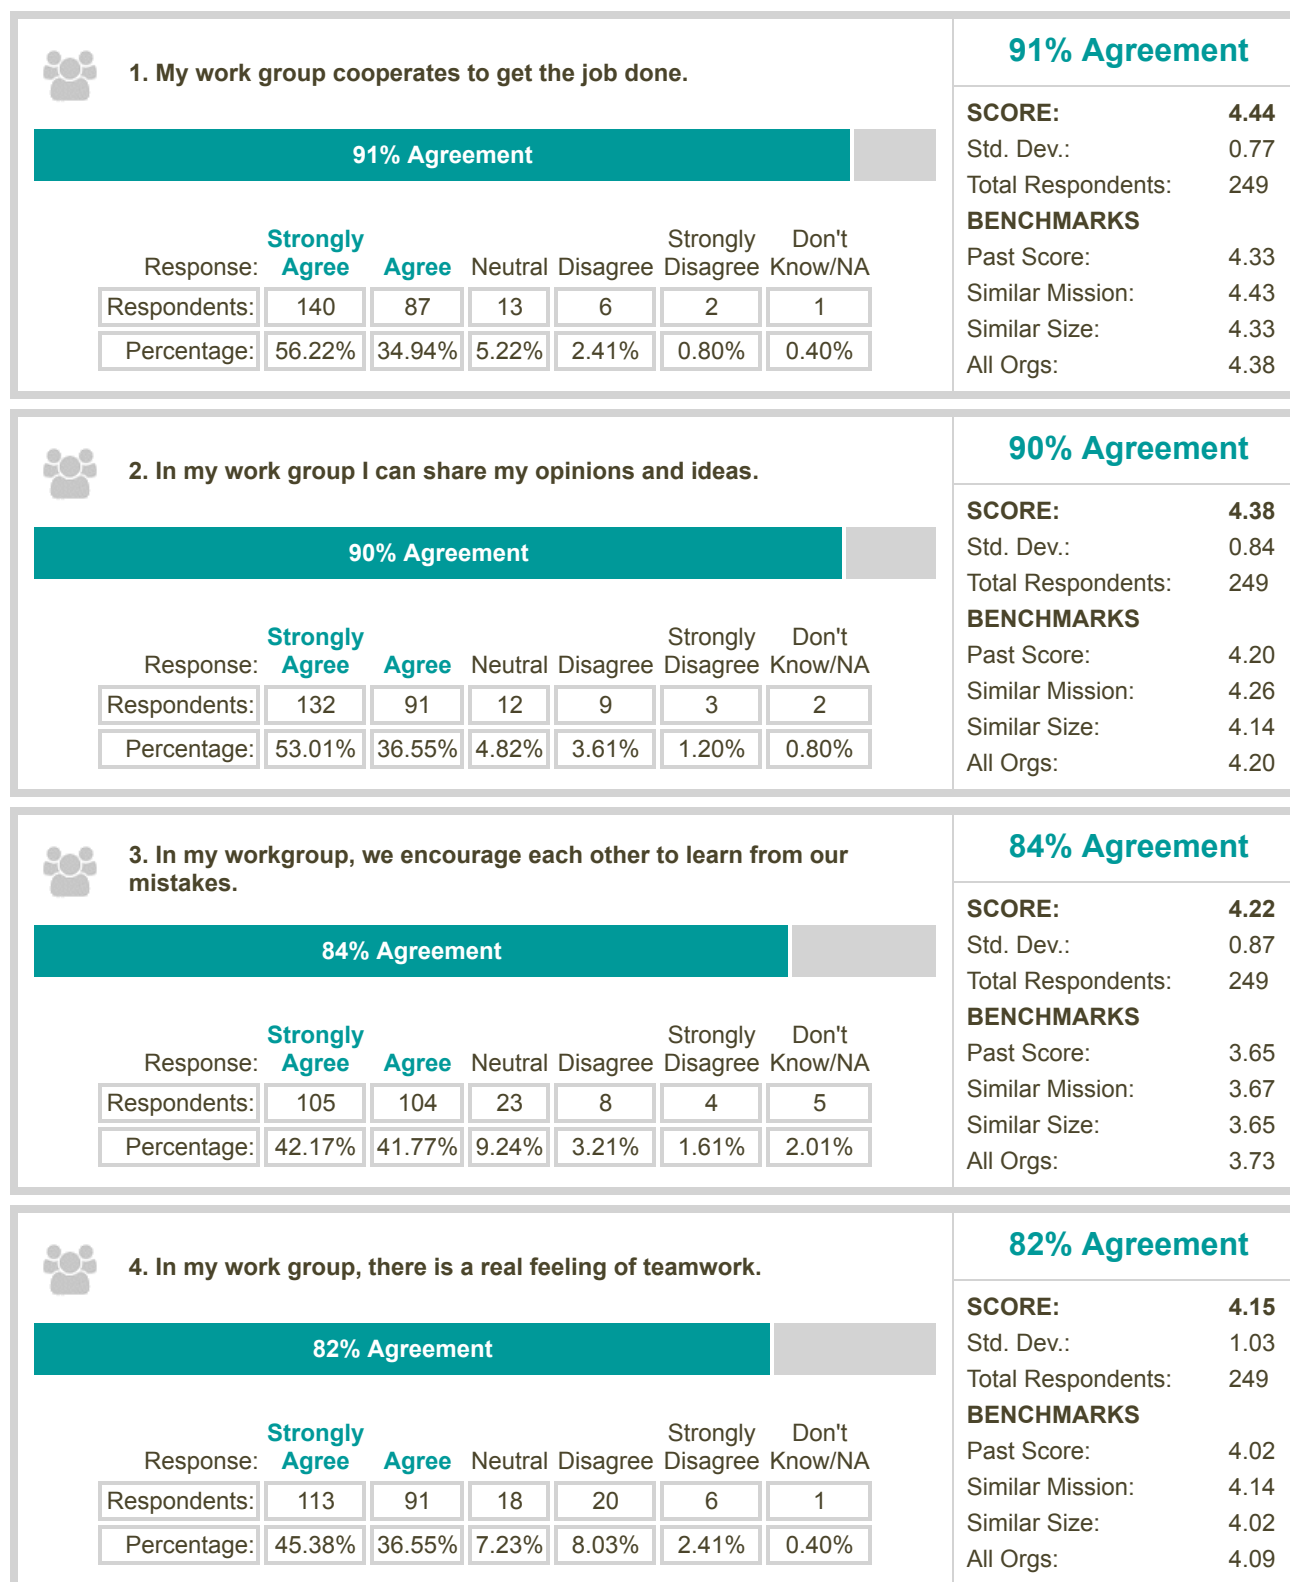 1. My work group cooperates to get the job done.
91% Agreement
Response: Strongly Agree Agree Neutral Disagree Strongly Disagree Don't Know/NA
Respondents: 140 87 13 6 2 1
Percentage: 56.22% 34.94% 5.22% 2.41% 0.80% 0.40%
91% Agreement
SCORE: 4.44
Std. Dev.: 0.77
Total Respondents: 249
BENCHMARKS
Past Score: 4.33
Similar Mission: 4.43
Similar Size: 4.33
All Orgs: 4.38
2. In my work group I can share my opinions and ideas.
90% Agreement
Response: Strongly Agree Agree Neutral Disagree Strongly Disagree Don't Know/NA
Respondents: 132 91 12 9 3 2
Percentage: 53.01% 36.55% 4.82% 3.61% 1.20% 0.80%
90% Agreement
SCORE: 4.38
Std. Dev.: 0.84
Total Respondents: 249
BENCHMARKS
Past Score: 4.20
Similar Mission: 4.26
Similar Size: 4.14
All Orgs: 4.20
3. In my workgroup, we encourage each other to learn from our
mistakes.
84% Agreement
Response: Strongly Agree Agree Neutral Disagree Strongly Disagree Don't Know/NA
Respondents: 105 104 23 8 4 5
Percentage: 42.17% 41.77% 9.24% 3.21% 1.61% 2.01%
84% Agreement
SCORE: 4.22
Std. Dev.: 0.87
Total Respondents: 249
BENCHMARKS
Past Score: 3.65
Similar Mission: 3.67
Similar Size: 3.65
All Orgs: 3.73
4. In my work group, there is a real feeling of teamwork.
82% Agreement
Response: Strongly Agree Agree Neutral Disagree Strongly Disagree Don't Know/NA
Respondents: 113 91 18 20 6 1
Percentage: 45.38% 36.55% 7.23% 8.03% 2.41% 0.40%
82% Agreement
SCORE: 4.15
Std. Dev.: 1.03
Total Respondents: 249
BENCHMARKS
Past Score: 4.02
Similar Mission: 4.14
Similar Size: 4.02
All Orgs: 4.09